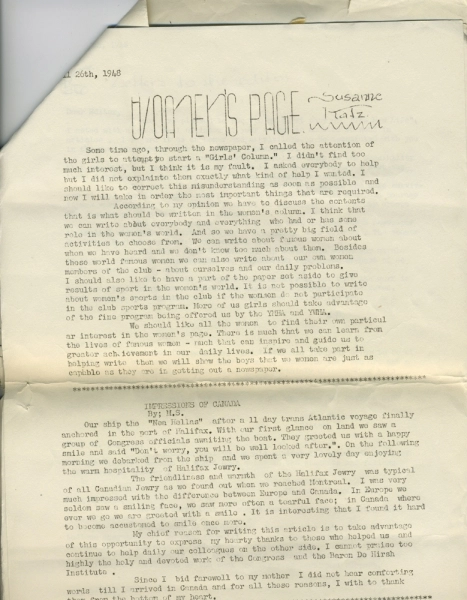 26th, 1948
WOMEN'S PAGE.
Susanne
Katz
Some time ago, through the newspaper, I called the attention of
the girls to attempt to start a "Girls' Column." I didn't find too
much interest, but I think it is my fault. I asked everybody to help
but I did not explainte them exactly what kind of help I wanted. I
should like to correct this misunderstanding as soon as possible and
now I will take in order the most important things that are required.
According to my opinion we have to discuss the contents
that is what should be written in the women's column. I think that
we can write about everybody and everything who had or has some
role in the women's world. And so we have a pretty big field of
activities to choose from. We can write about famous women about
whom we have heard and we don't know too much about them. Besides
these world famous women we can also write about our own women
members of the club - about ourselves and our daily problems.
I should also like to have a part of the paper set aside to give
results of sport in the women's world. It is not possible to write
about women's sports in the club if the women do not participate
in the club sports program. More of us girls should take advantage
of the fine program being offered us by the YMHA and YWHA.
We should like all the women to find their own particul
ar interest in the women's page. There is much that we can learn from
the lives of famous women - much that can inspire and guide us to
greater achievement in our daily lives. If we all take part in
helping write then we will show the boys that women are just as
capable as they are in getting out a newspaper.
IMPRESSIONS OF CANADA
By; M.S.
Our ship the "Nea Hellas" after a 11 day trans Atlantic voyage finally
anchored in the port of Halifax. With our first glance on land we saw a
group of Congress officials awaiting the boat. They greeted us with a happy
smile and said "Don't worry, you will be well looked after.". On the following
morning we debarked from the ship and we spent a very lovely day enjoying
the warm hospitality of Halifax Jewry.
The friendliness and warmth of the Halifax Jewry was typical
of all Canadian Jewry as we found out when we reached Montreal. I was very
much impressed with the difference between Europe and Canada. In Europe we
seldom saw a smiling face, we saw more often a tearful face; in Canada where
ever we go we are greeted with a smile . It is interesting that I found it hard
to become accustomed to smile once more.
My chief reason for writing this article is to take advantage
of this opportunity to express my hearty thanks to those who helped us and
continue to help daily our colleagues on the other side. I cannot praise too
highly the holy and devoted work of the Congress and the Baron De Hirsh
Institute .
Since I bid farewell to my mother I did not hear comforting
words till I arrived in Canada and for all these reasons, I wish to thank
them from the bottom of my heart.